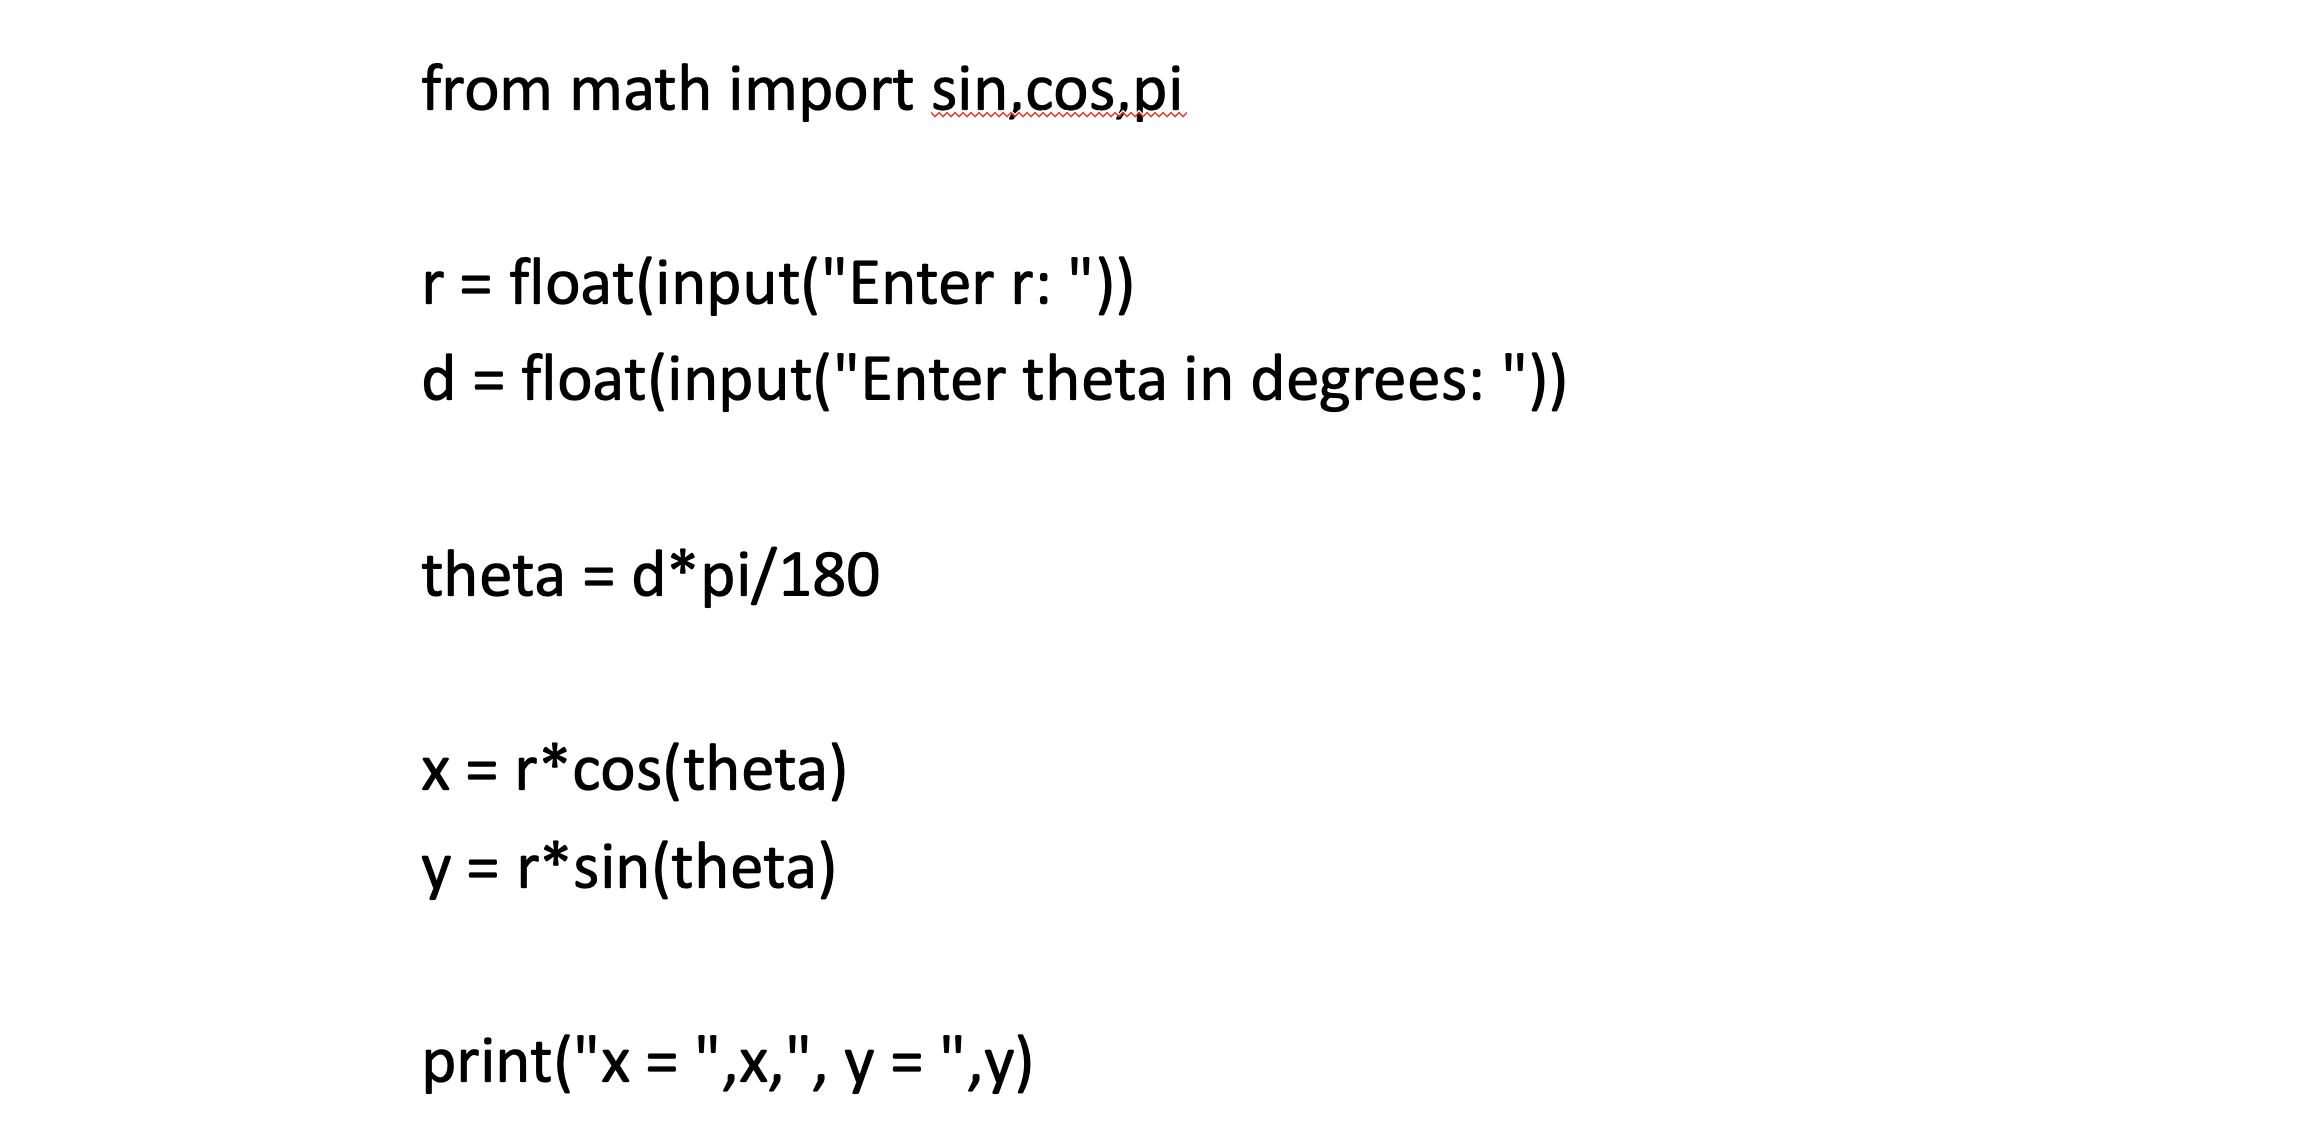 from math import sin,cos,pi
r = float(input("Enter r: "))
d = float(input("Enter theta in degrees: "))
theta = d*pi/180
x = r*cos(theta)
y = r*sin(theta)
print("x = ",x,", y = ",y)